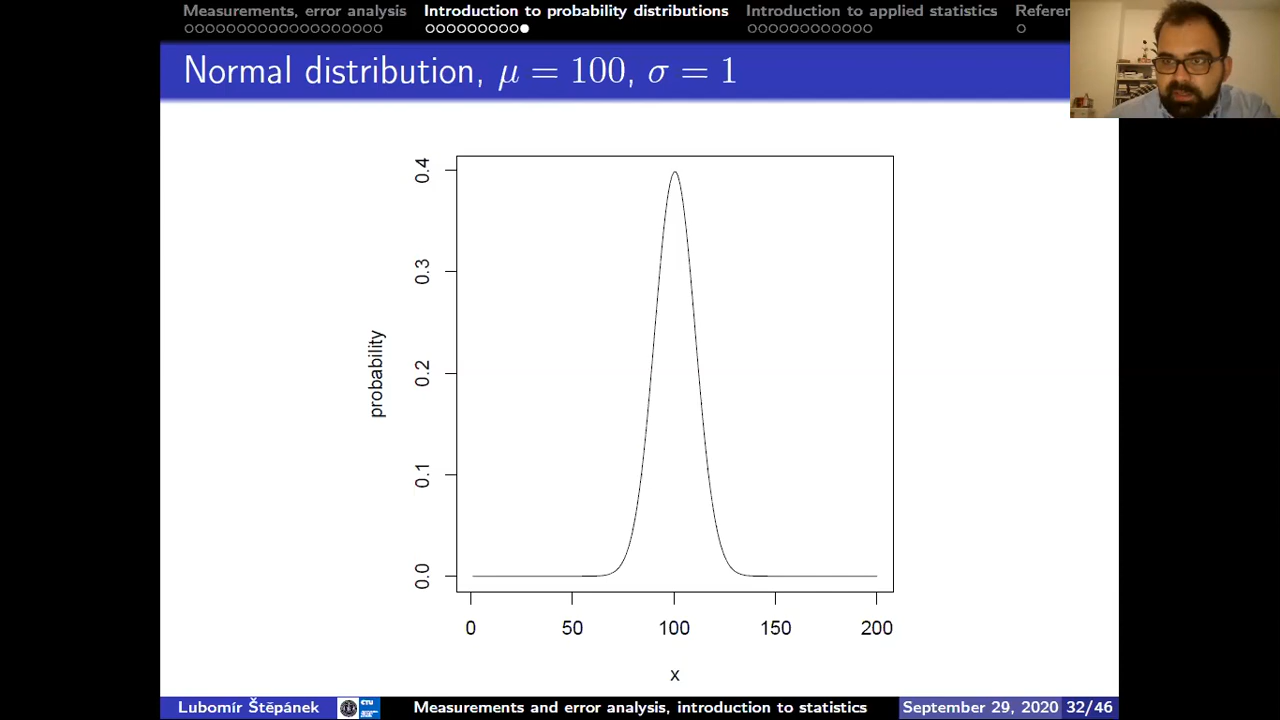 Measurements, error analysis Introduction to probability distributions Introduction to applied statistics Refere
Normal distribution, μ = 100, σ = 1
0.4
0.3
0.2
0.1
0.0
probability
0 50 100 150 200
x
Lubomír Štěpánek CTU Measurements and error analysis, introduction to statistics September 29, 2020 32/46